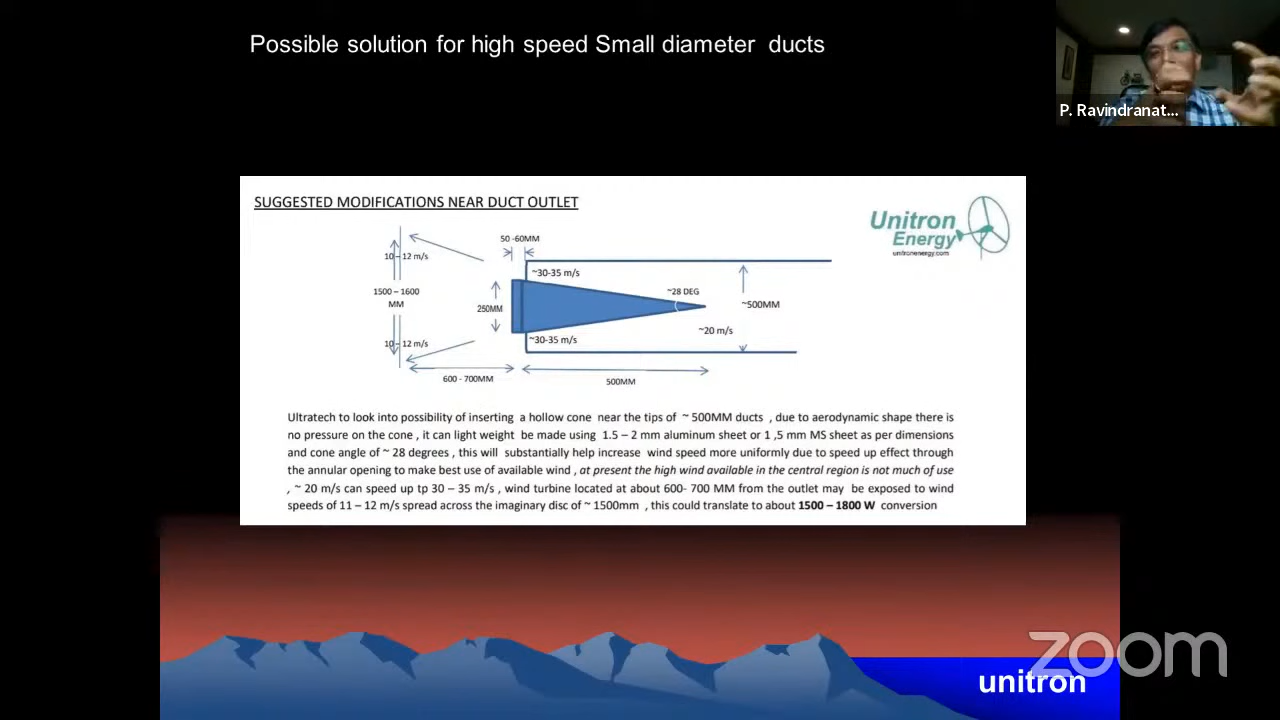 Possible solution for high speed Small diameter ducts
P. Ravindranat...
SUGGESTED MODIFICATIONS NEAR DUCT OUTLET
Unitron
Energy
unitronenergy.com
50 -60MM
10 – 12 m/s
~30-35 m/s
1500 – 1600
MM
250MM
~28 DEG
~500MM
~20 m/s
10 – 12 m/s
~30-35 m/s
600 - 700MM
500MM
Ultratech to look into possibility of inserting a hollow cone near the tips of ~ 500MM ducts , due to aerodynamic shape there is
no pressure on the cone , it can light weight be made using 1.5 – 2 mm aluminum sheet or 1 ,5 mm MS sheet as per dimensions
and cone angle of ~ 28 degrees , this will substantially help increase wind speed more uniformly due to speed up effect through
the annular opening to make best use of available wind , at present the high wind available in the central region is not much of use
, ~ 20 m/s can speed up tp 30 – 35 m/s , wind turbine located at about 600- 700 MM from the outlet may be exposed to wind
speeds of 11 – 12 m/s spread across the imaginary disc of ~ 1500mm , this could translate to about 1500 – 1800 W conversion
zoom
unitron